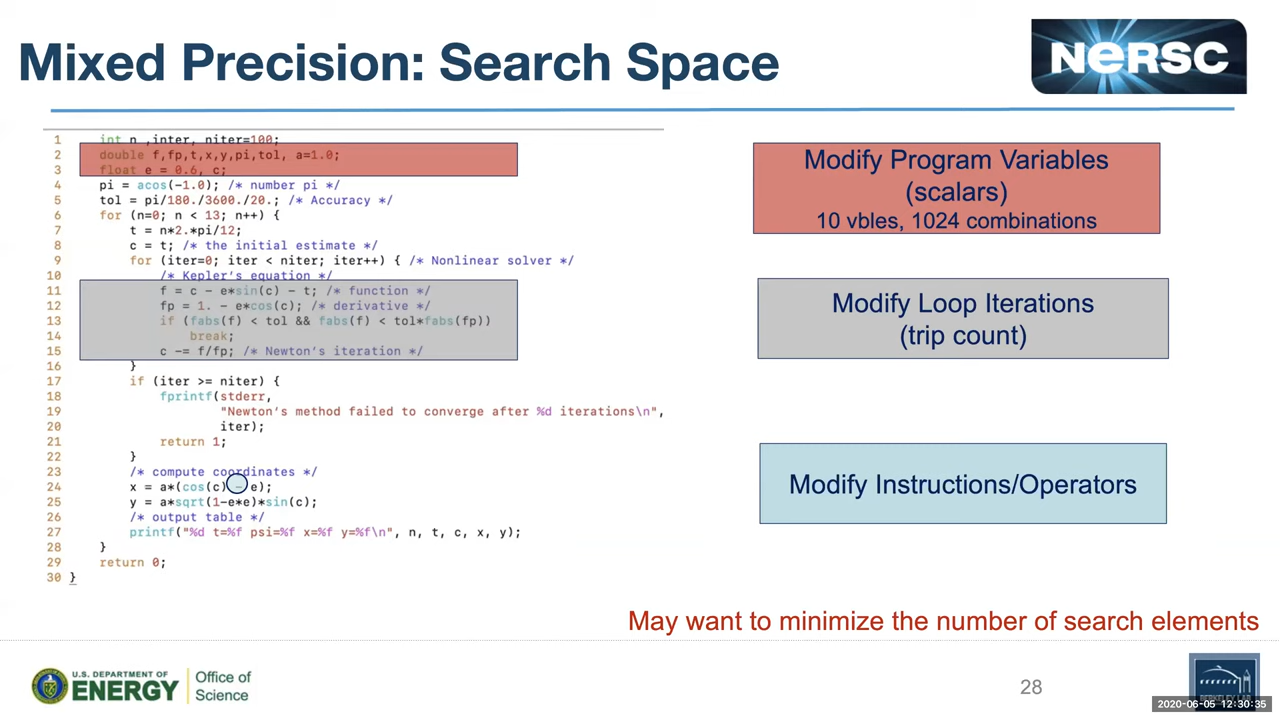 Mixed Precision: Search Space
NERSC
1 int n ,inter, niter=100;
2 double f,fp,t,x,y,pi,tol, a=1.0;
3 float e = 0.6, c;
4 pi = acos(-1.0); /* number pi */
5 tol = pi/180./3600./20.; /* Accuracy */
6 for (n=0; n < 13; n++) {
7 t = n*2.*pi/12;
8 c = t; /* the initial estimate */
9 for (iter=0; iter < niter; iter++) { /* Nonlinear solver */
10 /* Kepler's equation */
11 f = c - e*sin(c) - t; /* function */
12 fp = 1. - e*cos(c); /* derivative */
13 if (fabs(f) < tol && fabs(f) < tol*fabs(fp))
14 break;
15 c -= f/fp; /* Newton's iteration */
16 }
17 if (iter >= niter) {
18 fprintf(stderr,
19 "Newton's method failed to converge after %d iterations\n",
20 iter);
21 return 1;
22 }
23 /* compute coordinates */
24 x = a*(cos(c) - e);
25 y = a*sqrt(1-e*e)*sin(c);
26 /* output table */
27 printf("%d t=%f psi=%f x=%f y=%f\n", n, t, c, x, y);
28 }
29 return 0;
30 }
Modify Program Variables
(scalars)
10 vbles, 1024 combinations
Modify Loop Iterations
(trip count)
Modify Instructions/Operators
May want to minimize the number of search elements
U.S. DEPARTMENT OF
ENERGY
Office of
Science
28
BERKELEY LAB
2020-06-05 12:30:35